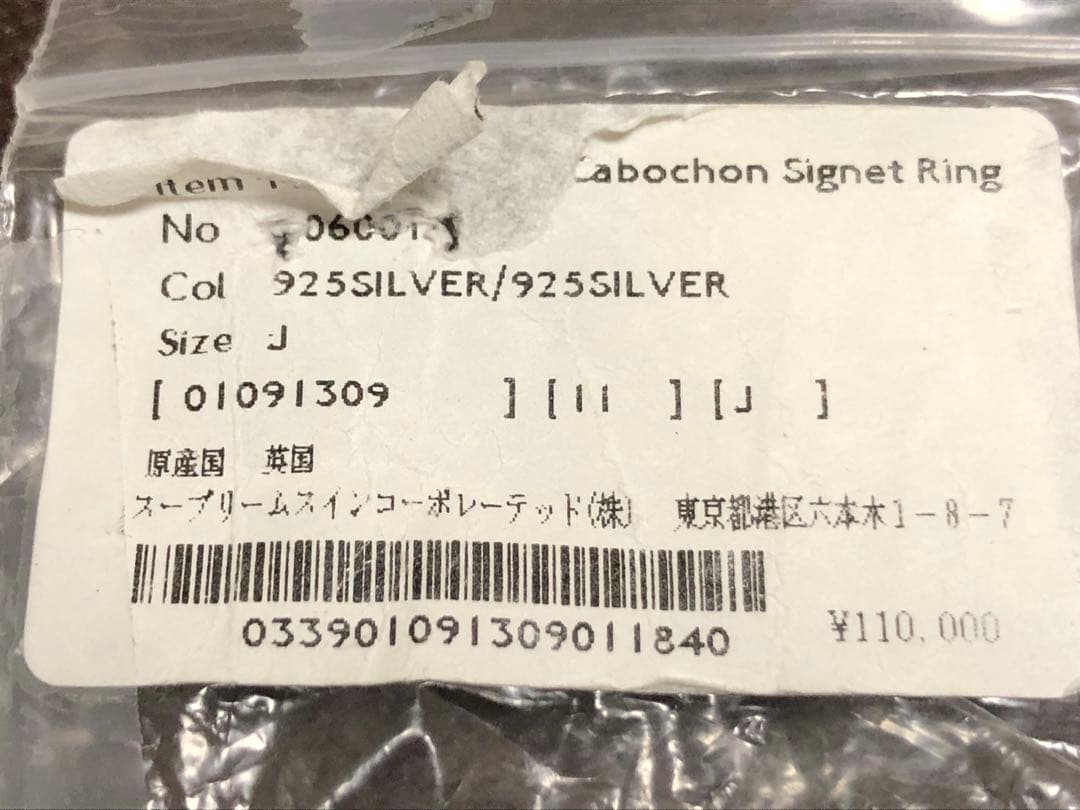 Item Cabochon Signet Ring
No
Col 925SILVER/925SILVER
Size J
[ 01091309 ] [11 ] [J ]
原産国 英国
スープリームスインコーポレーテッド(株) 東京都港区六本木1-8-7
033901091309011840
¥110,000